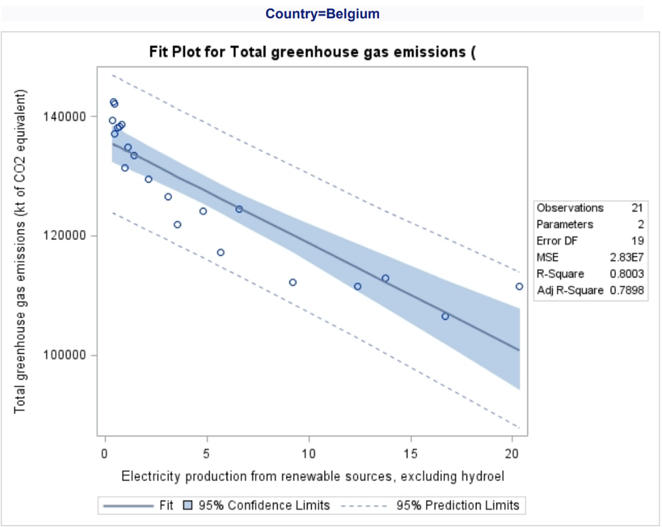 Country=Belgium
Fit Plot for Total greenhouse gas emissions (
Total greenhouse gas emissions (kt of CO2 equivalent)
140000
120000
100000
0 5 10 15 20
Electricity production from renewable sources, excluding hydroel
Observations 21
Parameters 2
Error DF 19
MSE 2.83E7
R-Square 0.8003
Adj R-Square 0.7898
Fit 95% Confidence Limits 95% Prediction Limits